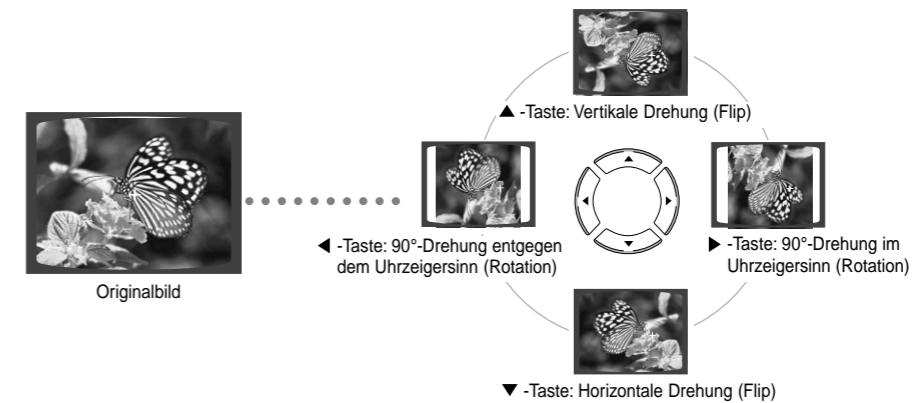 ▲ -Taste: Vertikale Drehung (Flip)
Originalbild
◀ -Taste: 90°-Drehung entgegen
dem Uhrzeigersinn (Rotation)
▶ -Taste: 90°-Drehung im
Uhrzeigersinn (Rotation)
▼ -Taste: Horizontale Drehung (Flip)